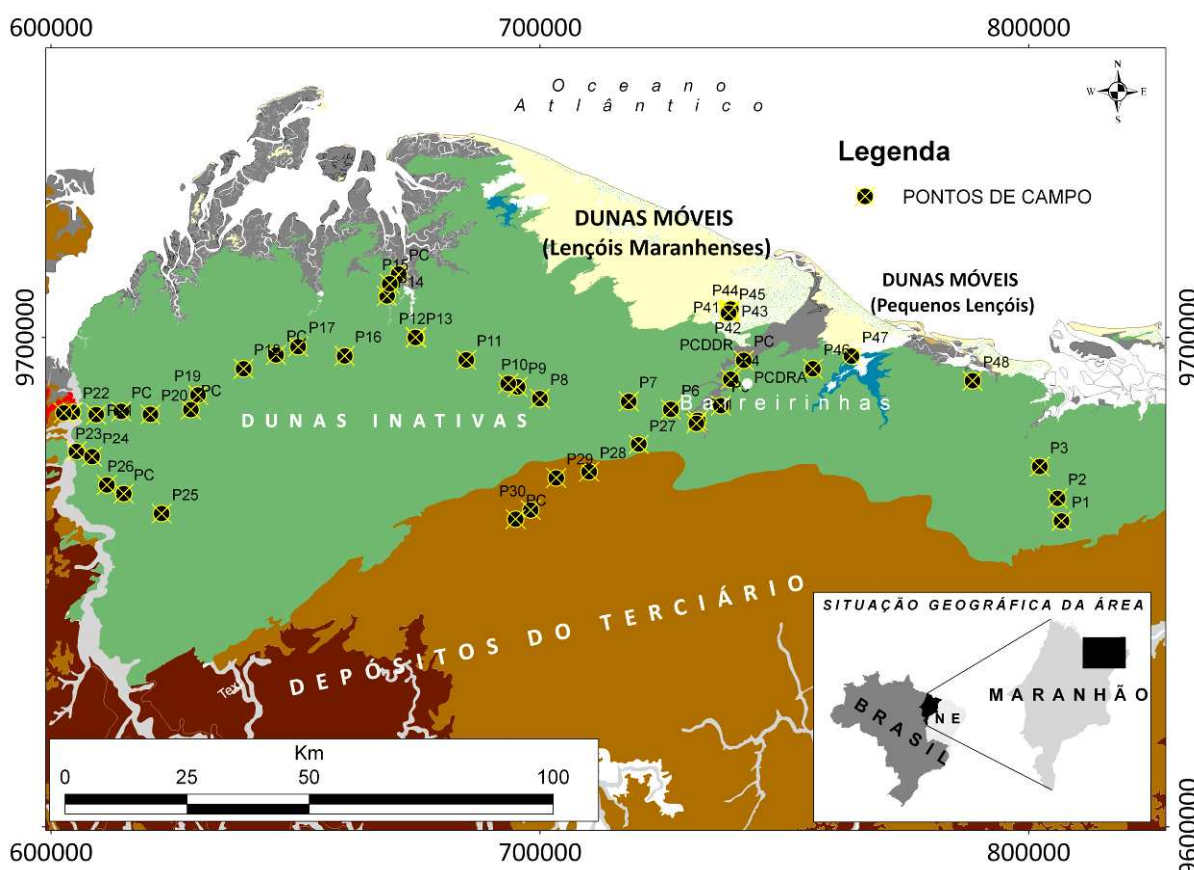 600000
700000
800000
Oceano
Atlântico
N
W
E
S
Legenda
PONTOS DE CAMPO
DUNAS MÓVEIS
(Lençóis Maranhenses)
DUNAS MÓVEIS
(Pequenos Lençóis)
9700000
9700000
P15
PC
P14
P44
P45
P41
P43
P42
P12
P13
P17
PC
P16
P11
PCDDR
PC
P46
P47
P48
P10
P9
P8
PCDRA
P19
PC
P22
PC
P20
P7
P6
Barreirinhas
DUNAS INATIVAS
P27
P23
P24
P28
P29
P26
PC
P25
P30
PC
P3
P2
P1
DEPÓSITOS DO TERCIÁRIO
SITUAÇÃO GEOGRÁFICA DA ÁREA
MARANHÃO
BRASIL
NE
Km
0
25
50
100
9600000
9600000
600000
700000
800000